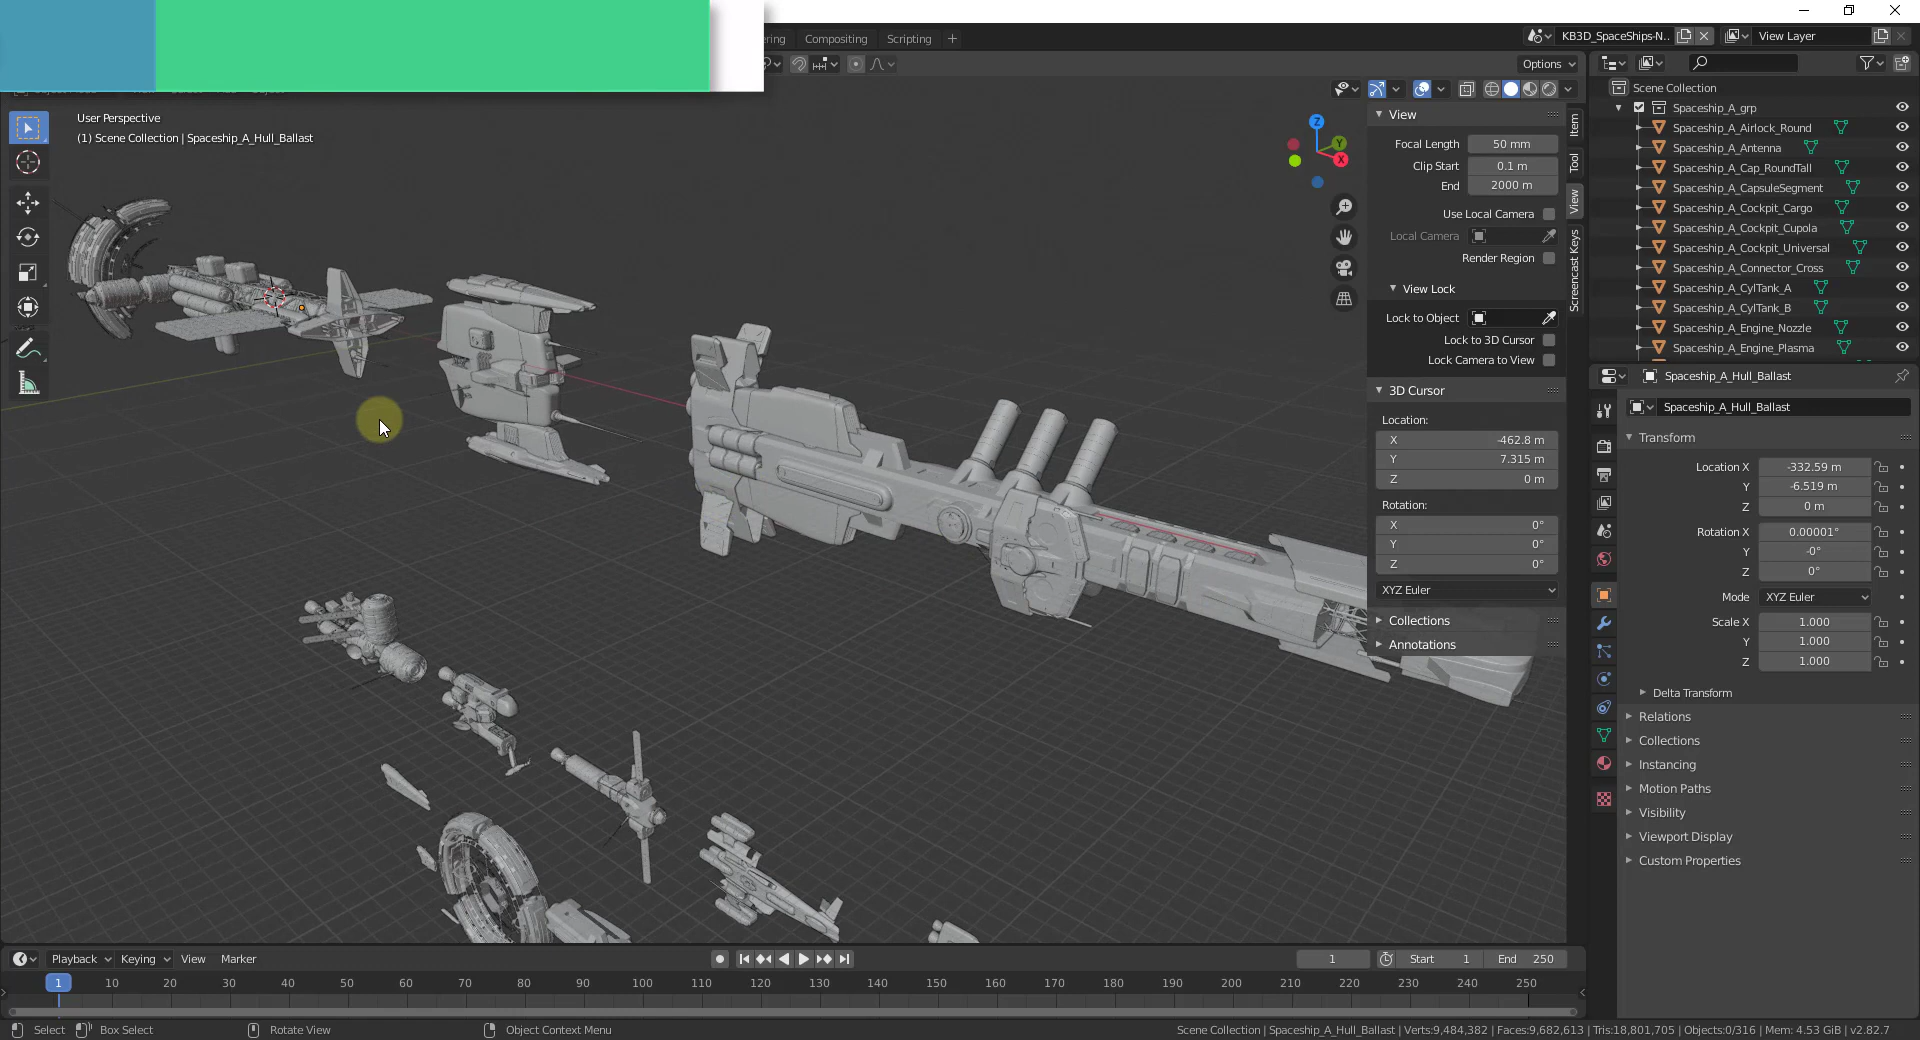 ering Compositing Scripting +
KB3D_SpaceShips-N.. View Layer
Options
User Perspective
(1) Scene Collection | Spaceship_A_Hull_Ballast
Z
Y
X
View
Focal Length 50 mm
Clip Start 0.1 m
End 2000 m
Use Local Camera
Local Camera
Render Region
View Lock
Lock to Object
Lock to 3D Cursor
Lock Camera to View
3D Cursor
Location:
X -462.8 m
Y 7.315 m
Z 0 m
Rotation:
X 0°
Y 0°
Z 0°
XYZ Euler
Collections
Annotations
Item
Tool
View
Screencast Keys
Scene Collection
Spaceship_A_grp
Spaceship_A_Airlock_Round
Spaceship_A_Antenna
Spaceship_A_Cap_RoundTall
Spaceship_A_CapsuleSegment
Spaceship_A_Cockpit_Cargo
Spaceship_A_Cockpit_Cupola
Spaceship_A_Cockpit_Universal
Spaceship_A_Connector_Cross
Spaceship_A_CylTank_A
Spaceship_A_CylTank_B
Spaceship_A_Engine_Nozzle
Spaceship_A_Engine_Plasma
Spaceship_A_Hull_Ballast
Spaceship_A_Hull_Ballast
Transform
Location X -332.59 m
Y -6.519 m
Z 0 m
Rotation X 0.00001°
Y -0°
Z 0°
Mode XYZ Euler
Scale X 1.000
Y 1.000
Z 1.000
Delta Transform
Relations
Collections
Instancing
Motion Paths
Visibility
Viewport Display
Custom Properties
Playback Keying View Marker
1 Start 1 End 250
1 10 20 30 40 50 60 70 80 90 100 110 120 130 140 150 160 170 180 190 200 210 220 230 240 250
Select Box Select Rotate View Object Context Menu
Scene Collection | Spaceship_A_Hull_Ballast | Verts:9,484,382 | Faces:9,682,613 | Tris:18,801,705 | Objects:0/316 | Mem: 4.53 GiB | v2.82.7